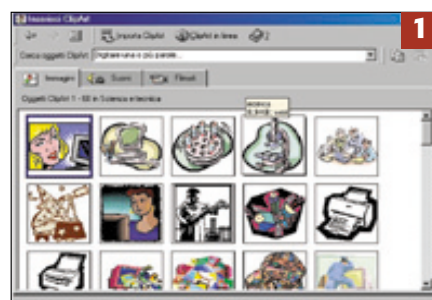 Inserisci ClipArt
1
Importa ClipArt ClipArt in linea
Cerca oggetti ClipArt: Digitare una o più parole...
Immagini Suoni Filmati
Oggetti ClipArt 1 - 60 in Scienza e tecnica